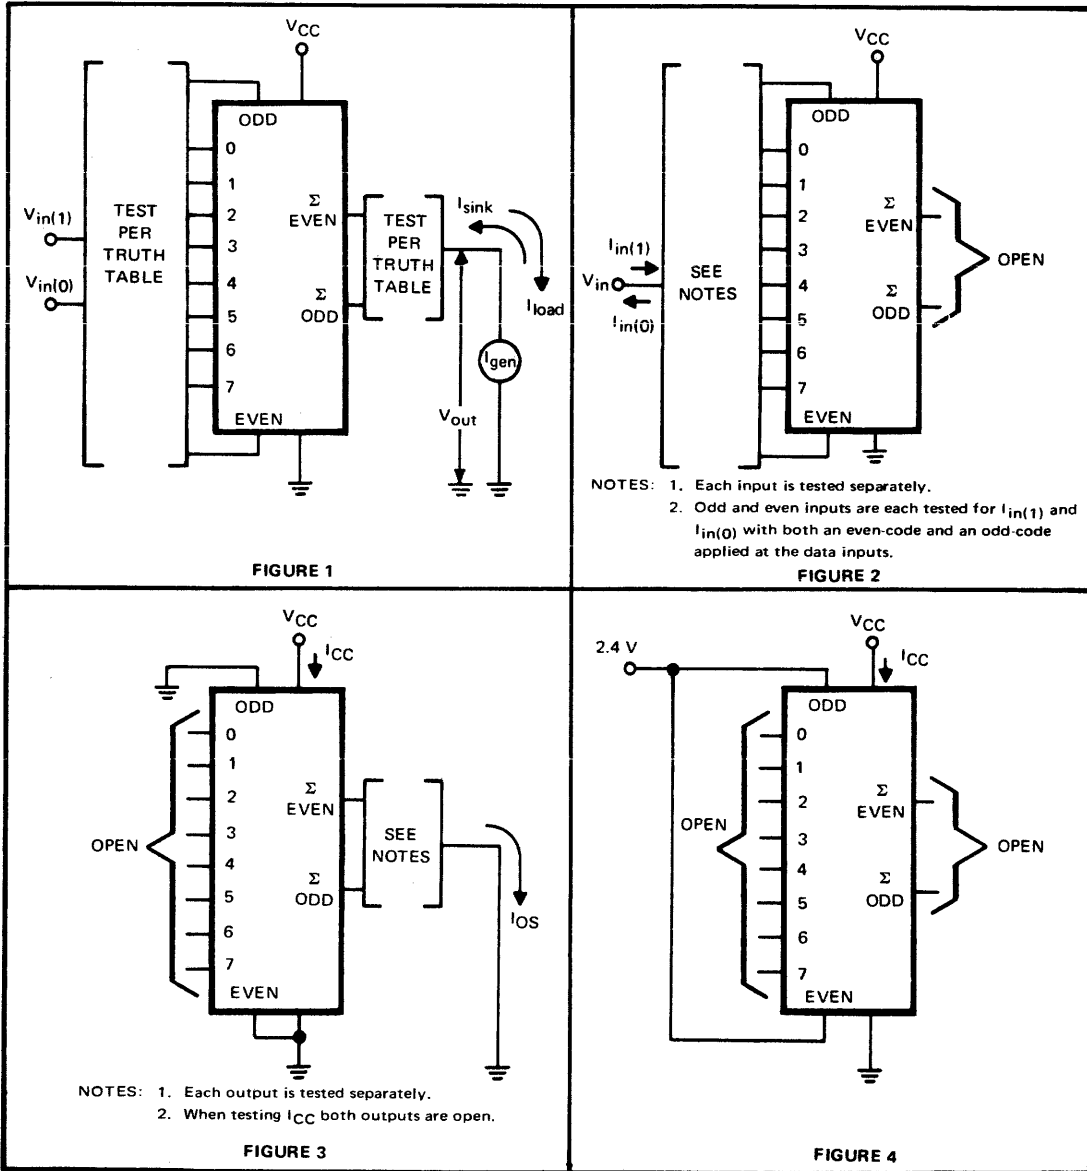 VCC
ODD
0
1
2
3
4
5
6
7
EVEN
Σ
EVEN
Σ
ODD
Vin(1)
Vin(0)
TEST
PER
TRUTH
TABLE
TEST
PER
TRUTH
TABLE
Isink
Iload
Igen
Vout
FIGURE 1
VCC
ODD
0
1
2
3
4
5
6
7
EVEN
Σ
EVEN
Σ
ODD
Iin(1)
Vin
Iin(0)
SEE
NOTES
OPEN
NOTES: 1. Each input is tested separately.
2. Odd and even inputs are each tested for Iin(1) and
Iin(0) with both an even-code and an odd-code
applied at the data inputs.
FIGURE 2
VCC
ICC
ODD
0
1
2
3
4
5
6
7
EVEN
Σ
EVEN
Σ
ODD
OPEN
SEE
NOTES
IOS
NOTES: 1. Each output is tested separately.
2. When testing ICC both outputs are open.
FIGURE 3
2.4 V
VCC
ICC
ODD
0
1
2
3
4
5
6
7
EVEN
Σ
EVEN
Σ
ODD
OPEN
OPEN
FIGURE 4